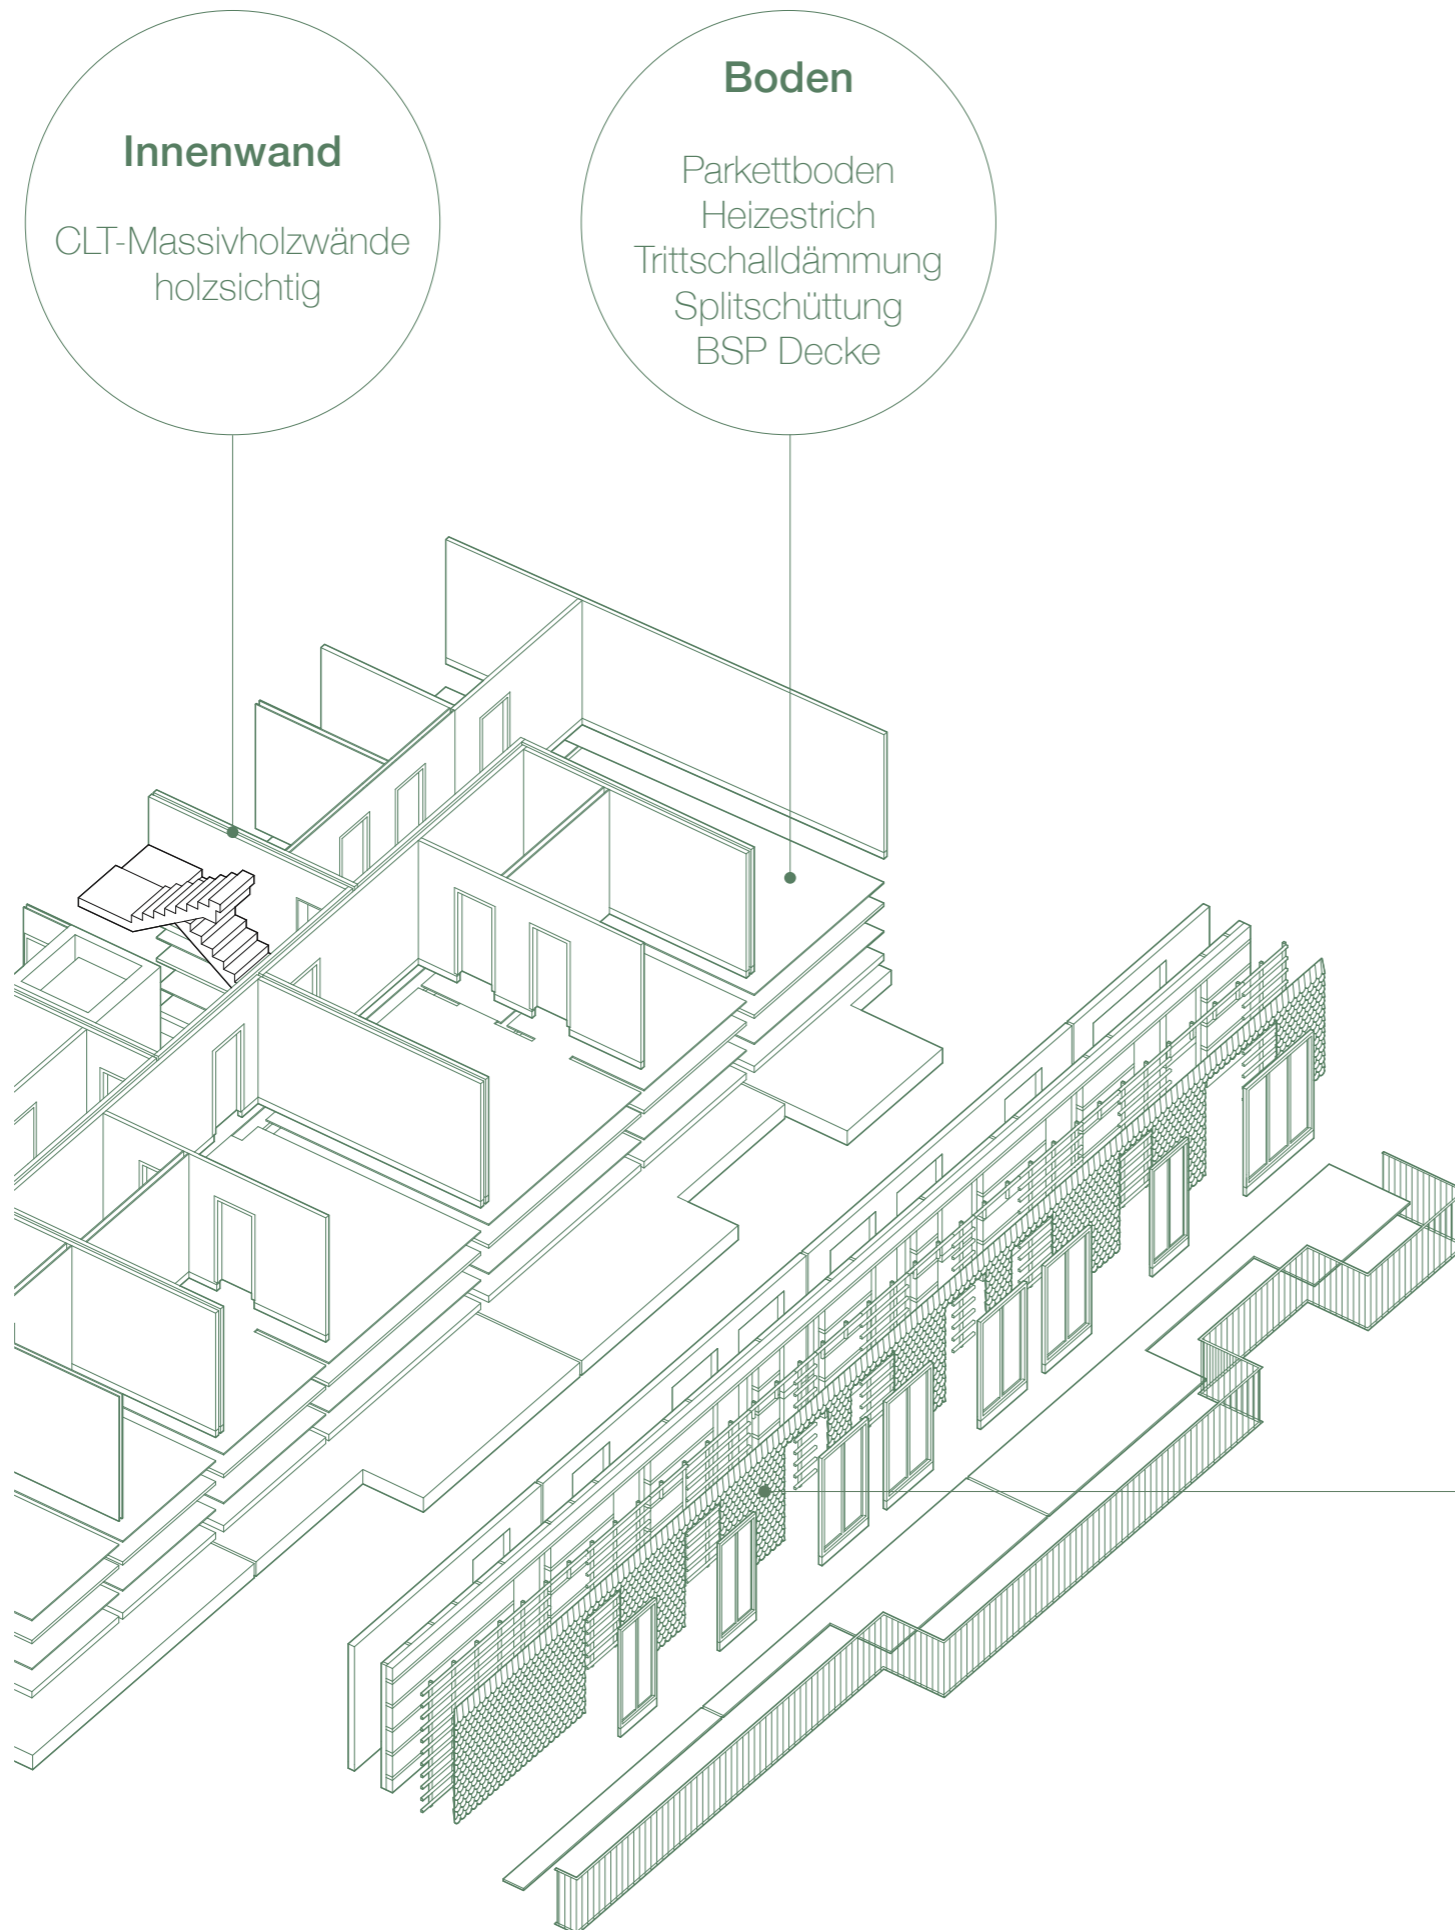 Innenwand
CLT-Massivholzwände
holzsichtig
Boden
Parkettboden
Heizestrich
Trittschalldämmung
Splitschüttung
BSP Decke